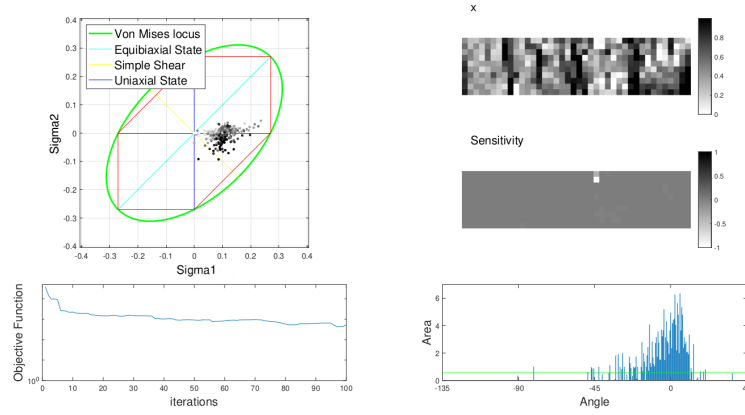 Von Mises locus
Equibiaxial State
Simple Shear
Uniaxial State
0.4
0.3
0.2
0.1
0
-0.1
-0.2
-0.3
-0.4
Sigma2
-0.4 -0.3 -0.2 -0.1 0 0.1 0.2 0.3 0.4
Sigma1
x
0.8
0.6
0.4
0.2
0
Sensitivity
1
0.5
0
-0.5
-1
Objective Function
10^0
0 10 20 30 40 50 60 70 80 90 100
iterations
Area
6
4
2
0
-135 -90 -45 0
Angle